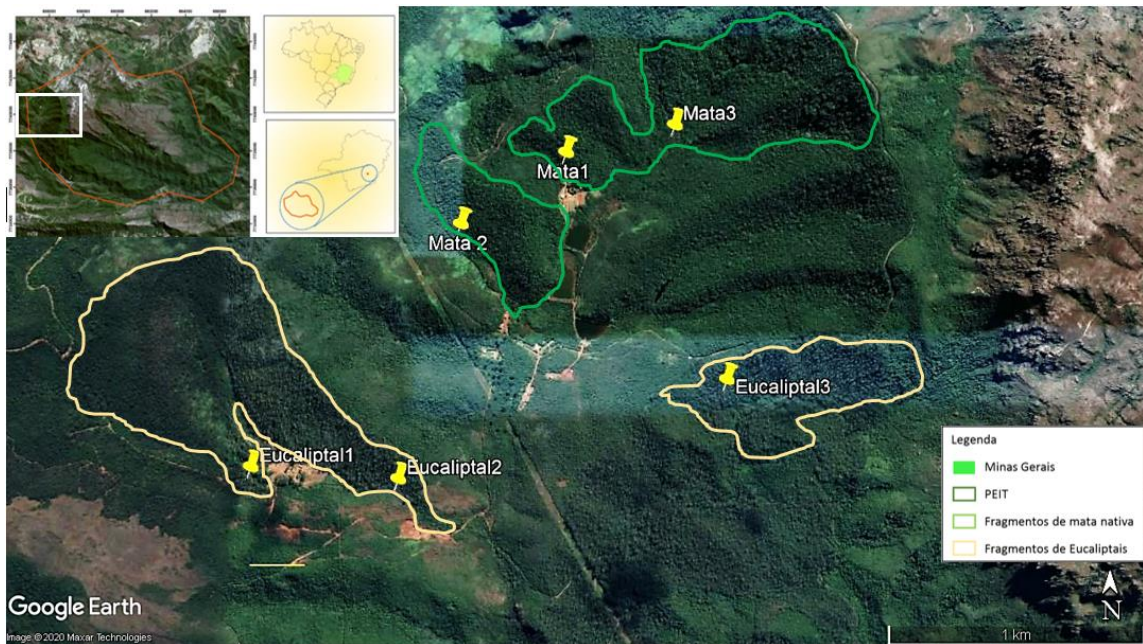 Mata3
Mata1
Mata 2
Eucaliptal3
Eucaliptal1
Eucaliptal2
Legenda
Minas Gerais
PEIT
Fragmentos de mata nativa
Fragmentos de Eucaliptais
N
Google Earth
Image © 2020 Maxar Technologies
1 km